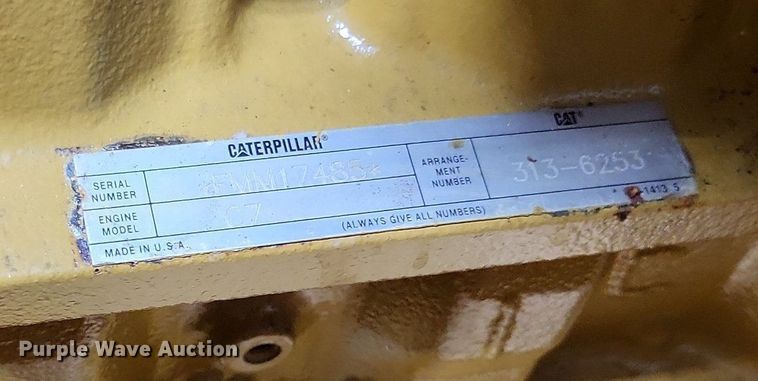 CATERPILLAR® CAT®
SERIAL NUMBER *FMM17485* ARRANGE-MENT NUMBER 313-6253
ENGINE MODEL C7 (ALWAYS GIVE ALL NUMBERS)
MADE IN U.S.A.
Purple Wave Auction